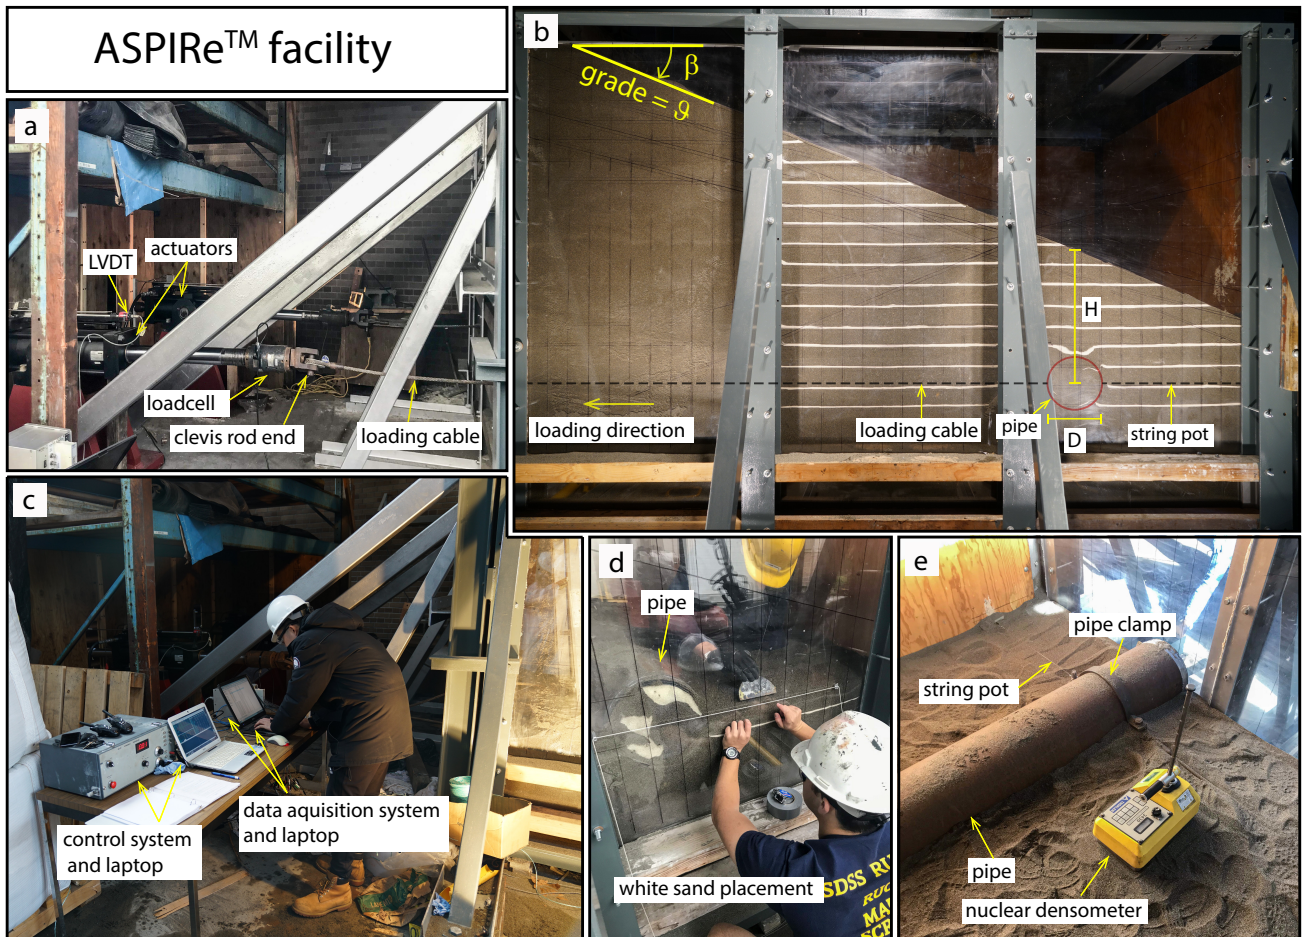 ASPIRe™ facility
a
LVDT
actuators
loadcell
clevis rod end
loading cable
b
β
grade = ϑ
H
loading direction
loading cable
pipe
D
string pot
c
control system
and laptop
data aquisition system
and laptop
d
pipe
white sand placement
SDSS RU
e
pipe clamp
string pot
pipe
nuclear densometer